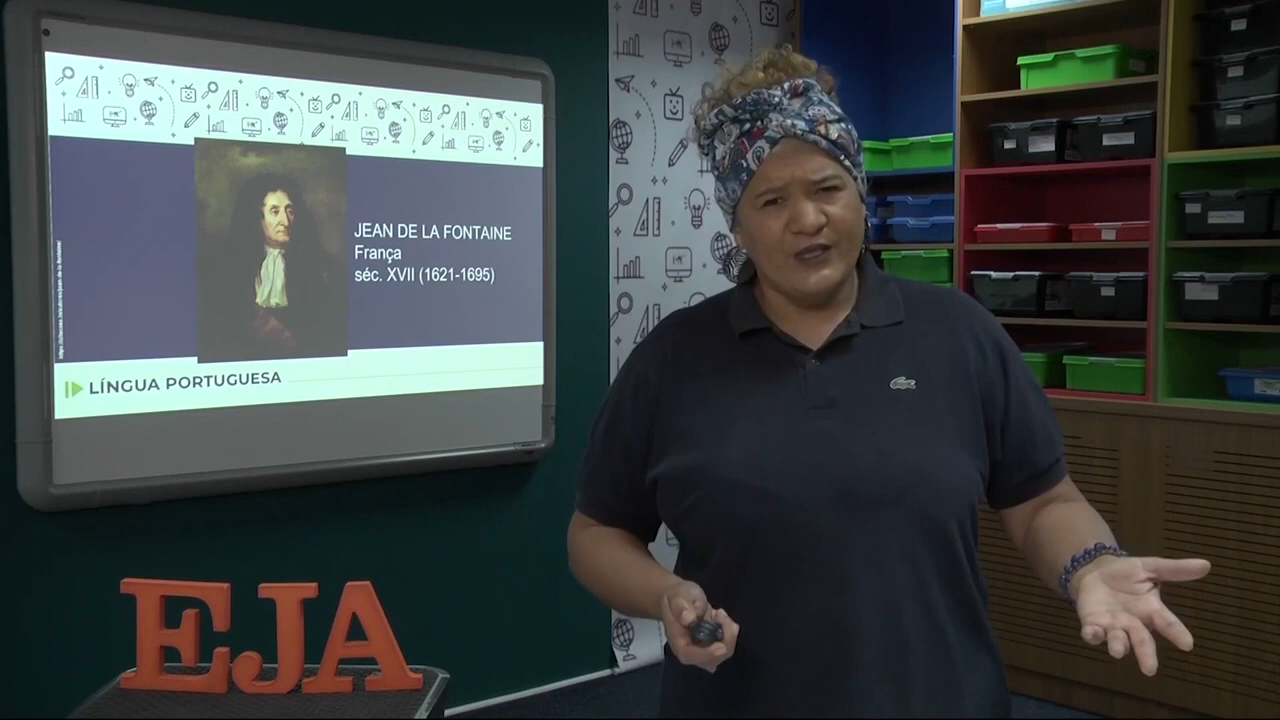 JEAN DE LA FONTAINE
França
séc. XVII (1621-1695)
LÍNGUA PORTUGUESA
EJA